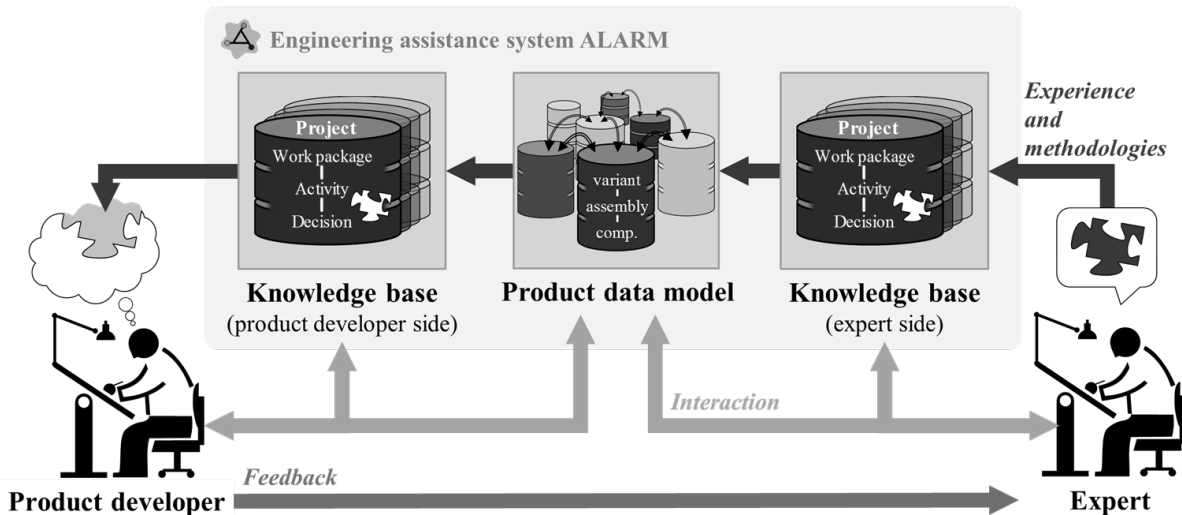 Engineering assistance system ALARM
Project
Work package
Activity
Decision
Knowledge base
(product developer side)
variant
assembly
comp.
Product data model
Project
Work package
Activity
Decision
Knowledge base
(expert side)
Experience
and
methodologies
Interaction
Feedback
Product developer
Expert